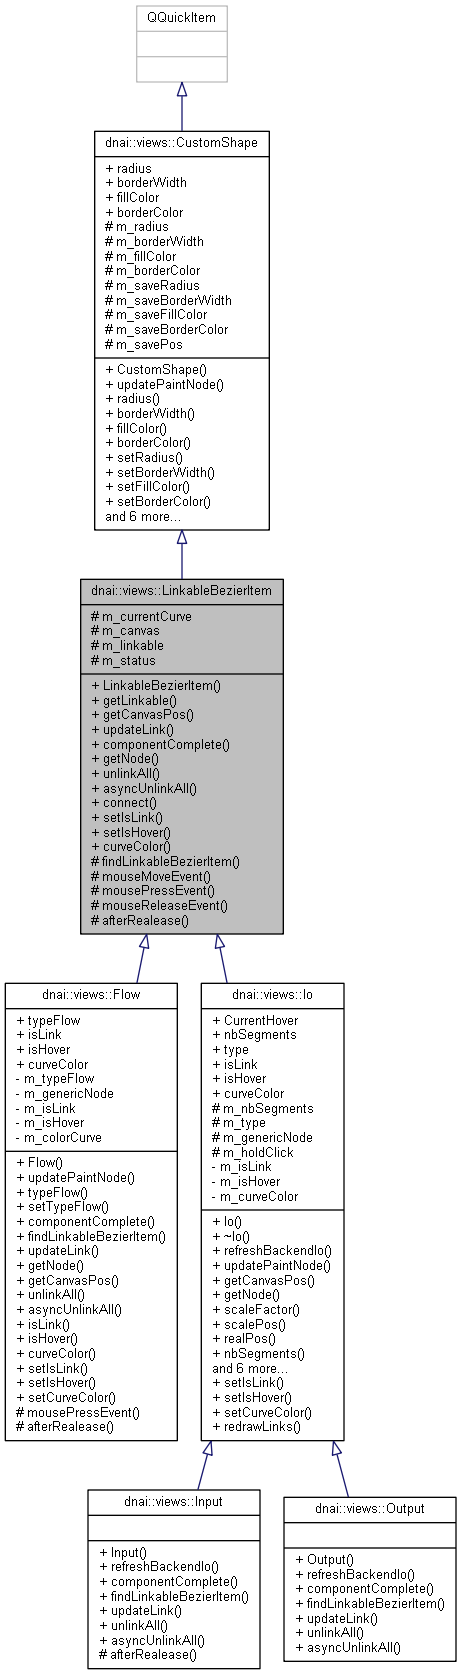 QQuickItem
dnai::views::CustomShape
+ radius
+ borderWidth
+ fillColor
+ borderColor
# m_radius
# m_borderWidth
# m_fillColor
# m_borderColor
# m_saveRadius
# m_saveBorderWidth
# m_saveFillColor
# m_saveBorderColor
# m_savePos
+ CustomShape()
+ updatePaintNode()
+ radius()
+ borderWidth()
+ fillColor()
+ borderColor()
+ setRadius()
+ setBorderWidth()
+ setFillColor()
+ setBorderColor()
and 6 more...
dnai::views::LinkableBezierItem
# m_currentCurve
# m_canvas
# m_linkable
# m_status
+ LinkableBezierItem()
+ getLinkable()
+ getCanvasPos()
+ updateLink()
+ componentComplete()
+ getNode()
+ unlinkAll()
+ asyncUnlinkAll()
+ connect()
+ setIsLink()
+ setIsHover()
+ curveColor()
# findLinkableBezierItem()
# mouseMoveEvent()
# mousePressEvent()
# mouseReleaseEvent()
# afterRealease()
dnai::views::Flow
+ typeFlow
+ isLink
+ isHover
+ curveColor
- m_typeFlow
- m_genericNode
- m_isLink
- m_isHover
- m_colorCurve
+ Flow()
+ updatePaintNode()
+ typeFlow()
+ setTypeFlow()
+ componentComplete()
+ findLinkableBezierItem()
+ updateLink()
+ getNode()
+ getCanvasPos()
+ unlinkAll()
+ asyncUnlinkAll()
+ isLink()
+ isHover()
+ curveColor()
+ setIsLink()
+ setIsHover()
+ setCurveColor()
# mousePressEvent()
# afterRealease()
dnai::views::Io
+ CurrentHover
+ nbSegments
+ type
+ isLink
+ isHover
+ curveColor
# m_nbSegments
# m_type
# m_genericNode
# m_holdClick
- m_isLink
- m_isHover
- m_curveColor
+ Io()
+ ~Io()
+ refreshBackendIo()
+ updatePaintNode()
+ getCanvasPos()
+ getNode()
+ scaleFactor()
+ scalePos()
+ realPos()
+ nbSegments()
and 6 more...
+ setIsLink()
+ setIsHover()
+ setCurveColor()
+ redrawLinks()
dnai::views::Input
+ Input()
+ refreshBackendIo()
+ componentComplete()
+ findLinkableBezierItem()
+ updateLink()
+ unlinkAll()
+ asyncUnlinkAll()
# afterRealease()
dnai::views::Output
+ Output()
+ refreshBackendIo()
+ componentComplete()
+ findLinkableBezierItem()
+ updateLink()
+ unlinkAll()
+ asyncUnlinkAll()